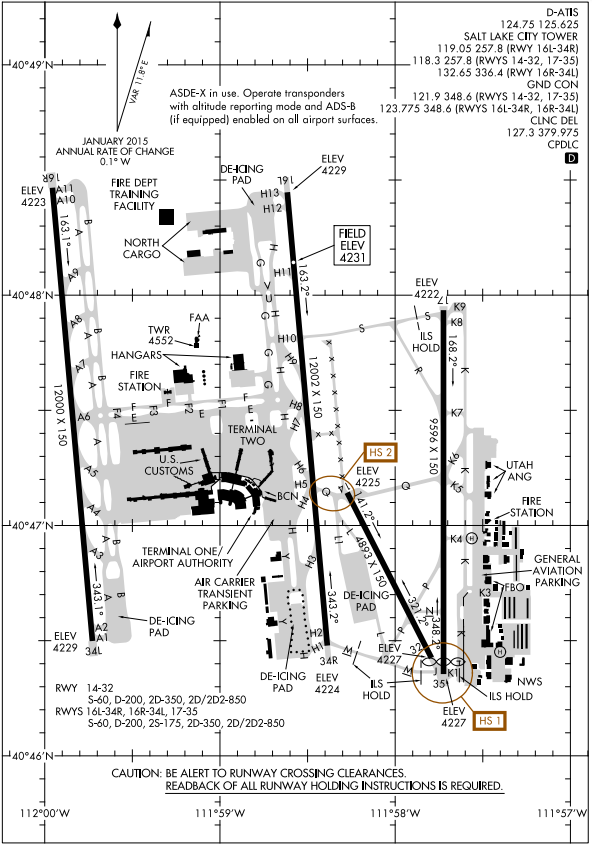 D-ATIS
124.75 125.625
SALT LAKE CITY TOWER
119.05 257.8 (RWY 16L-34R)
118.3 257.8 (RWYS 14-32, 17-35)
132.65 336.4 (RWY 16R-34L)
GND CON
121.9 348.6 (RWYS 14-32, 17-35)
123.775 348.6 (RWYS 16L-34R, 16R-34L)
CLNC DEL
127.3 379.975
CPDLC
D
40°49'N
VAR 11.8° E
ASDE-X in use. Operate transponders
with altitude reporting mode and ADS-B
(if equipped) enabled on all airport surfaces.
JANUARY 2015
ANNUAL RATE OF CHANGE
0.1° W
16R
ELEV
4223
A11
A10
163.1°
B
A
FIRE DEPT
TRAINING
FACILITY
DE-ICING
PAD
16L
ELEV
4229
H13
H12
NORTH
CARGO
FIELD
ELEV
4231
H
G
H11
163.2°
A9
40°48'N
ELEV
4222
17
K9
K8
ILS
HOLD
168.2°
S
S
V
U
H
G
A8
B
A
FAA
TWR
4552
HANGARS
H10
H9
G
H
G
K
K
A7
B
A
FIRE
STATION
12002 X 150
12000 X 150
9596 X 150
F
F
A6
F4
E
F3
F2
E
F1
F
E
H8
H7
K7
TERMINAL
TWO
HS 2
U.S.
CUSTOMS
A
B
A5
H6
H5
H4
Q
ELEV
4225
14
Q
K6
K5
UTAH
ANG
BCN
A4
141.2°
40°47'N
4893 X 150
FIRE
STATION
H
K4
A3
TERMINAL ONE/
AIRPORT AUTHORITY
H
Y
H3
L1
L
P
GENERAL
AVIATION
PARKING
AIR CARRIER
TRANSIENT
PARKING
DE-ICING
PAD
K3
FBO
343.1°
A
B
DE-ICING
PAD
343.2°
321.2°
N
348.2°
K
Y
A2
A1
ELEV
4229
34L
H2
H1
H
34R
M
L
P
ELEV
4227
32
M
J
35
K1
H
DE-ICING
PAD
ELEV
4224
ILS
HOLD
ILS HOLD
NWS
RWY 14-32
S-60, D-200, 2D-350, 2D/2D2-850
RWYS 16L-34R, 16R-34L, 17-35
S-60, D-200, 2S-175, 2D-350, 2D/2D2-850
ELEV
4227
HS 1
40°46'N
CAUTION: BE ALERT TO RUNWAY CROSSING CLEARANCES.
READBACK OF ALL RUNWAY HOLDING INSTRUCTIONS IS REQUIRED.
112°00'W
111°59'W
111°58'W
111°57'W